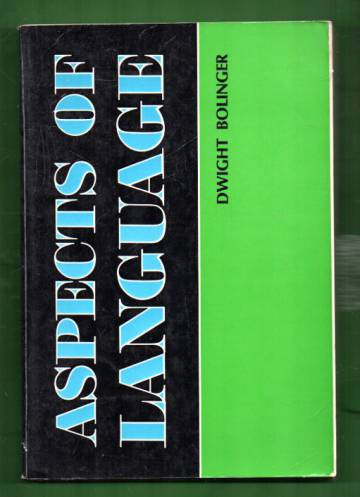 ASPECTS OF
LANGUAGE
DWIGHT BOLINGER